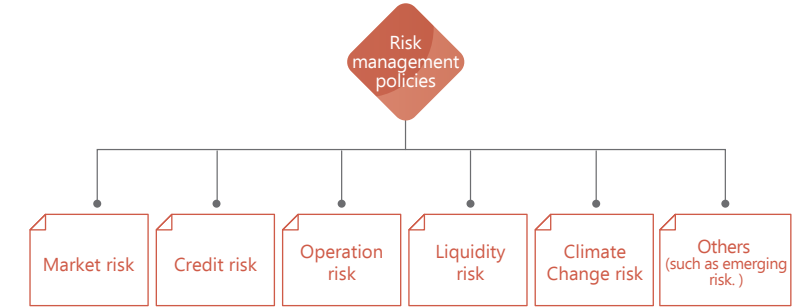 Risk
management
policies
Market risk
Credit risk
Operation
risk
Liquidity
risk
Climate
Change risk
Others
(such as emerging
risk. )